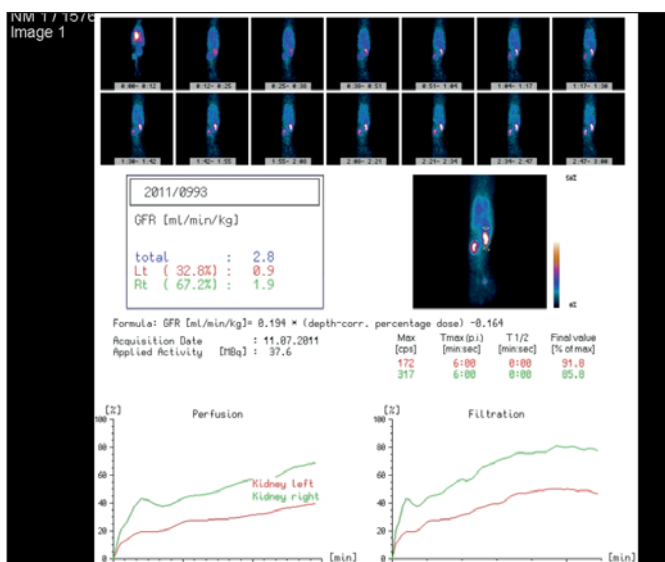 NM 1 / 1576
Image 1
0:00- 0:12
0:12- 0:25
0:25- 0:38
0:38- 0:51
0:51- 1:04
1:04- 1:17
1:17- 1:30
1:30- 1:42
1:42- 1:55
1:55- 2:08
2:08- 2:21
2:21- 2:34
2:34- 2:47
2:47- 3:00
2011/0993
GFR [ml/min/kg]
total : 2.8
Lt ( 32.8%) : 0.9
Rt ( 67.2%) : 1.9
Formula: GFR [ml/min/kg]= 0.194 * (depth-corr. percentage dose) -0.164
Acquisition Date : 11.07.2011
Applied Activity [MBq] : 37.6
Max [cps] Tmax (p.i.) [min:sec] T 1/2 [min:sec] Final value [% of max]
172 6:00 0:00 91.8
317 6:00 0:00 85.8
[%] Perfusion
100
80
60
40
20
0
Kidney left
Kidney right
[min]
[%] Filtration
100
80
60
40
20
0
[min]